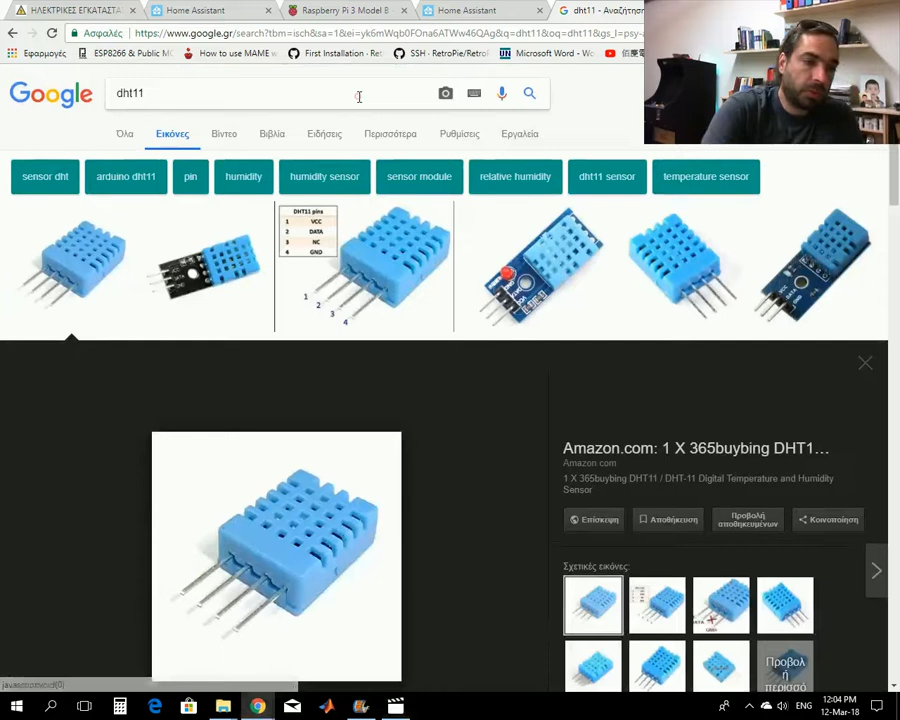 ΗΛΕΚΤΡΙΚΕΣ ΕΓΚΑΤΑΣΤΑ
Home Assistant
Raspberry Pi 3 Model B
Home Assistant
dht11 - Αναζήτηση
Ασφαλές
https://www.google.gr/search?tbm=isch&sa=1&ei=yk6mWqb0FOna6ATWw46QAg&q=dht11&oq=dht11&gs_l=psy-
Εφαρμογές
ESP8266 & Public M
How to use MAME w
First Installation - Ret
SSH - RetroPie/RetroP
Microsoft Word - W
Google
dht11
Όλα
Εικόνες
Βίντεο
Βιβλία
Ειδήσεις
Περισσότερα
Ρυθμίσεις
Εργαλεία
sensor dht
arduino dht11
pin
humidity
humidity sensor
sensor module
relative humidity
dht11 sensor
temperature sensor
DHT11 pins
1 VCC
2 DATA
3 NC
4 GND
1
2
3
4
Amazon.com: 1 X 365buybing DHT1...
Amazon.com
1 X 365buybing DHT11 / DHT-11 Digital Temperature and Humidity
Sensor
Επίσκεψη
Αποθήκευση
Προβολή
αποθηκευμένων
Κοινοποίηση
Σχετικές εικόνες:
Προβολ
ή
περισσό
javascript:void(0)
ENG
12:04 PM
12-Mar-18